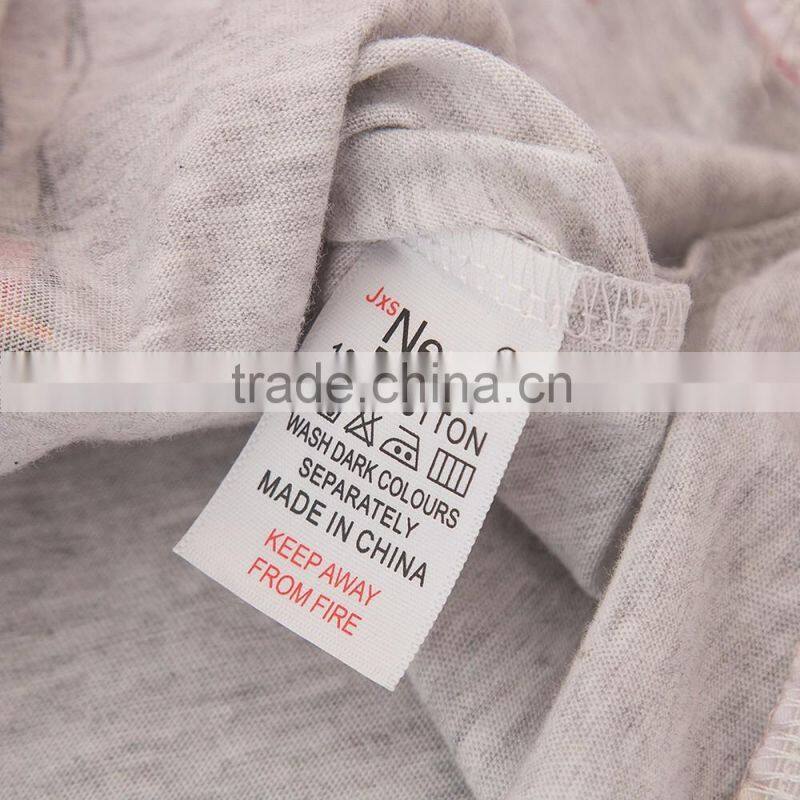 Jxs
trade.china.cn
WASH DARK COLOURS
SEPARATELY
MADE IN CHINA
KEEP AWAY
FROM FIRE